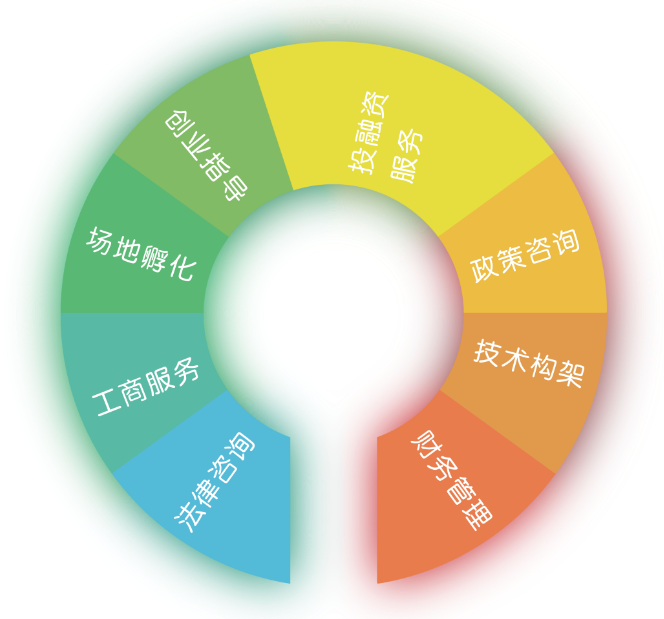 法律咨询
工商服务
场地孵化
创业指导
投融资
服务
政策咨询
技术构架
财务管理